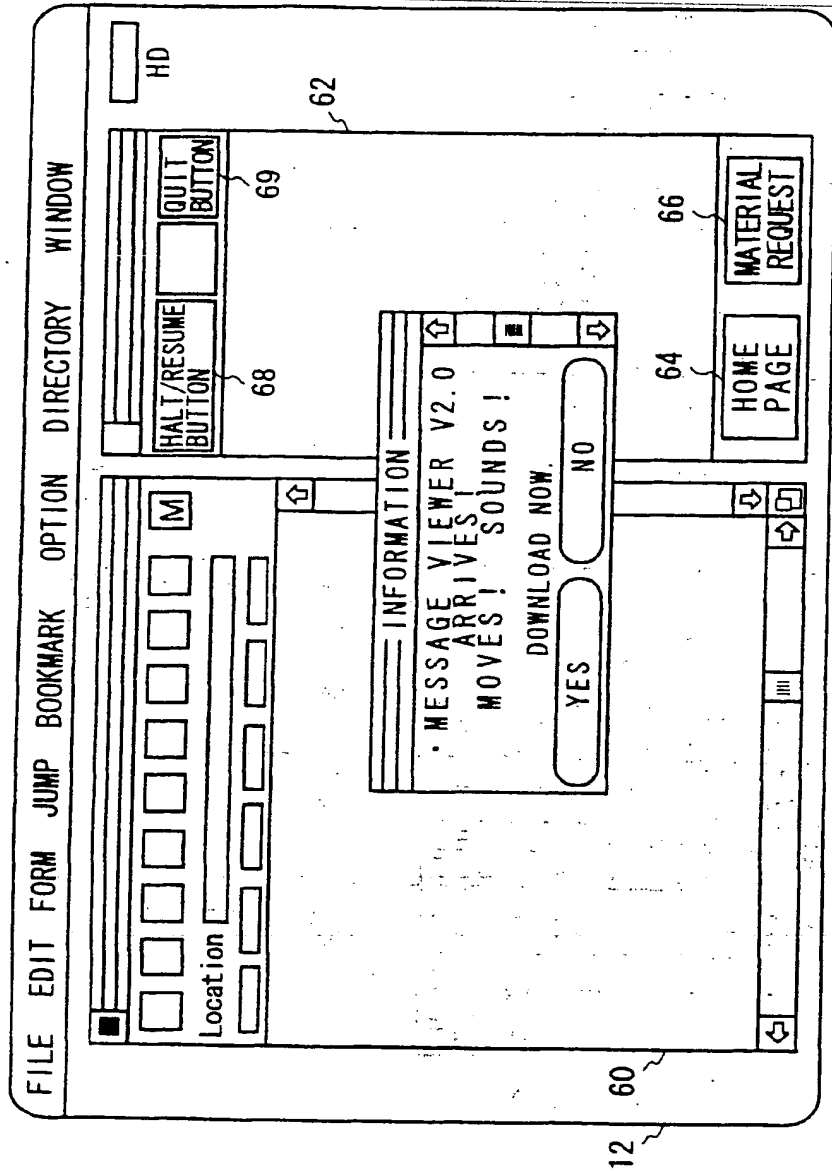 FILE EDIT FORM JUMP BOOKMARK OPTION DIRECTORY WINDOW
HD
M
Location
HALT/RESUME
BUTTON
QUIT
BUTTON
68
69
62
INFORMATION
· MESSAGE VIEWER V2.0
ARRIVES!
MOVES! SOUNDS!
DOWNLOAD NOW.
YES
NO
64
66
HOME
PAGE
MATERIAL
REQUEST
60
12